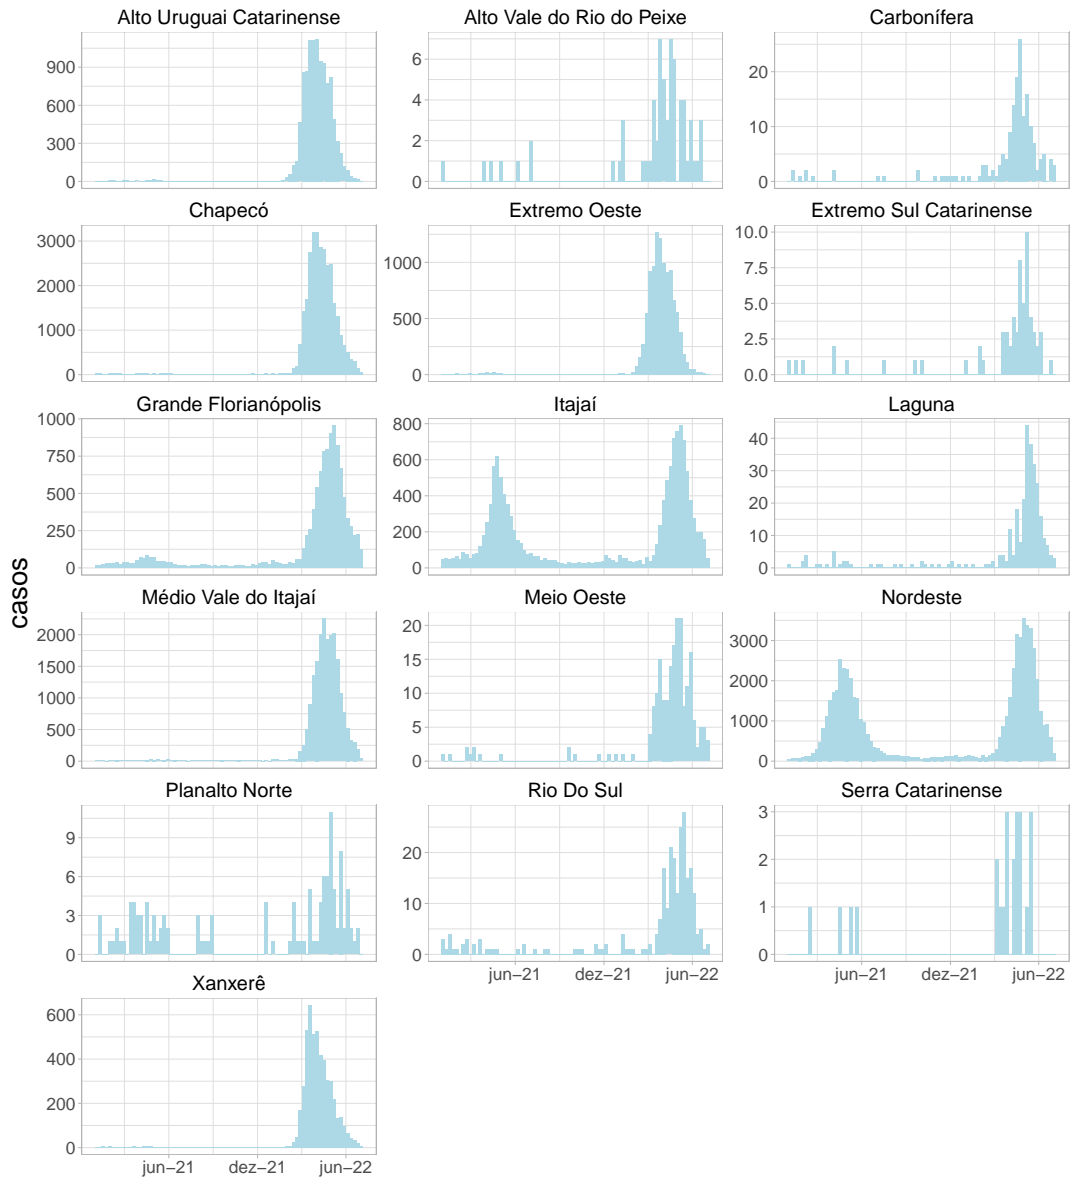 Alto Uruguai Catarinense
Alto Vale do Rio do Peixe
Carbonífera
900
600
300
0
6
4
2
0
20
10
0
Chapecó
Extremo Oeste
Extremo Sul Catarinense
3000
2000
1000
0
1000
500
0
10.0
7.5
5.0
2.5
0.0
Grande Florianópolis
Itajaí
Laguna
1000
750
500
250
0
800
600
400
200
0
40
30
20
10
0
casos
Médio Vale do Itajaí
Meio Oeste
Nordeste
2000
1500
1000
500
0
20
15
10
5
0
3000
2000
1000
0
Planalto Norte
Rio Do Sul
Serra Catarinense
9
6
3
0
20
10
0
3
2
1
0
jun−21
dez−21
jun−22
jun−21
dez−21
jun−22
Xanxerê
600
400
200
0
jun−21
dez−21
jun−22